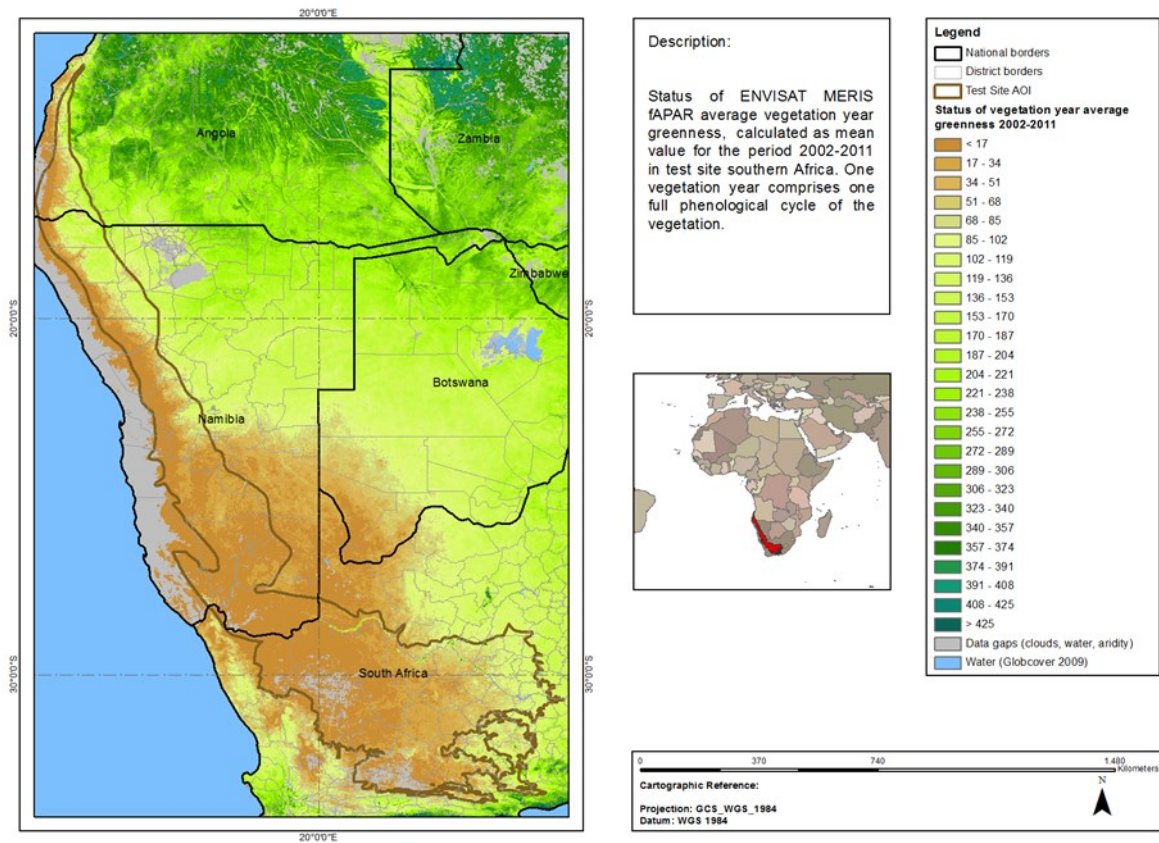 20°0'0"E
Angola
Zambia
Zimbabwe
20°0'0"S
20°0'0"S
Botswana
Namibia
30°0'0"S
30°0'0"S
South Africa
20°0'0"E
Description:
Status of ENVISAT MERIS
fAPAR average vegetation year
greenness, calculated as mean
value for the period 2002-2011
in test site southern Africa. One
vegetation year comprises one
full phenological cycle of the
vegetation.
Legend
National borders
District borders
Test Site AOI
Status of vegetation year average
greenness 2002-2011
< 17
17 - 34
34 - 51
51 - 68
68 - 85
85 - 102
102 - 119
119 - 136
136 - 153
153 - 170
170 - 187
187 - 204
204 - 221
221 - 238
238 - 255
255 - 272
272 - 289
289 - 306
306 - 323
323 - 340
340 - 357
357 - 374
374 - 391
391 - 408
408 - 425
> 425
Data gaps (clouds, water, aridity)
Water (Globcover 2009)
0 370 740 1.480
Kilometers
Cartographic Reference:
N
Projection: GCS_WGS_1984
Datum: WGS 1984